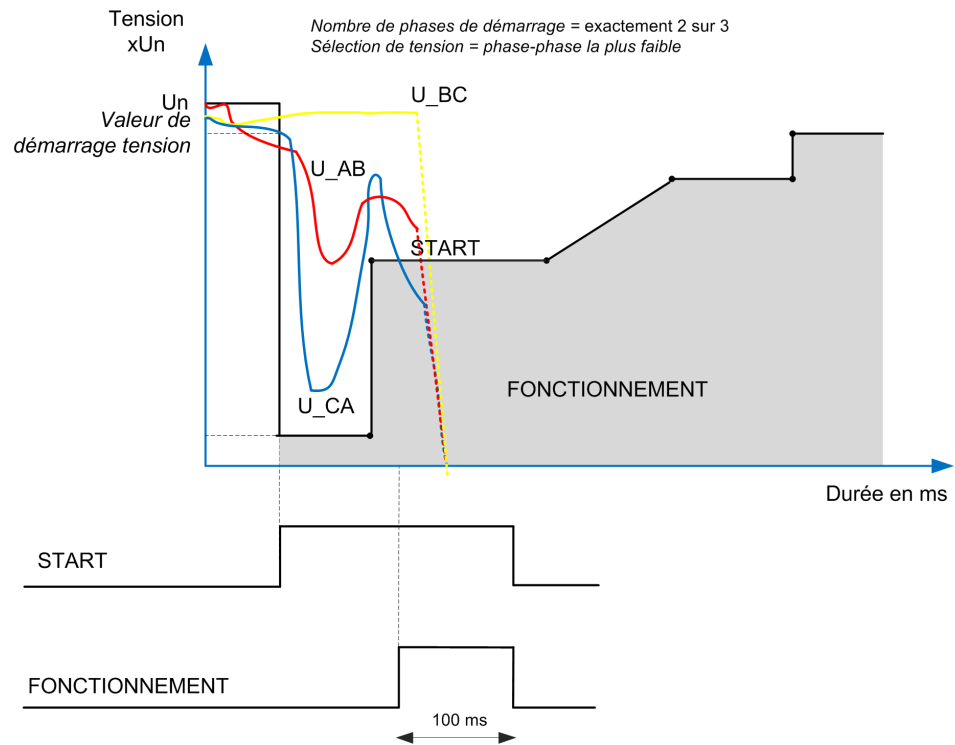 Tension
xUn
Nombre de phases de démarrage = exactement 2 sur 3
Sélection de tension = phase-phase la plus faible
Un
Valeur de
démarrage tension
U_BC
U_AB
START
U_CA
FONCTIONNEMENT
Durée en ms
START
FONCTIONNEMENT
100 ms